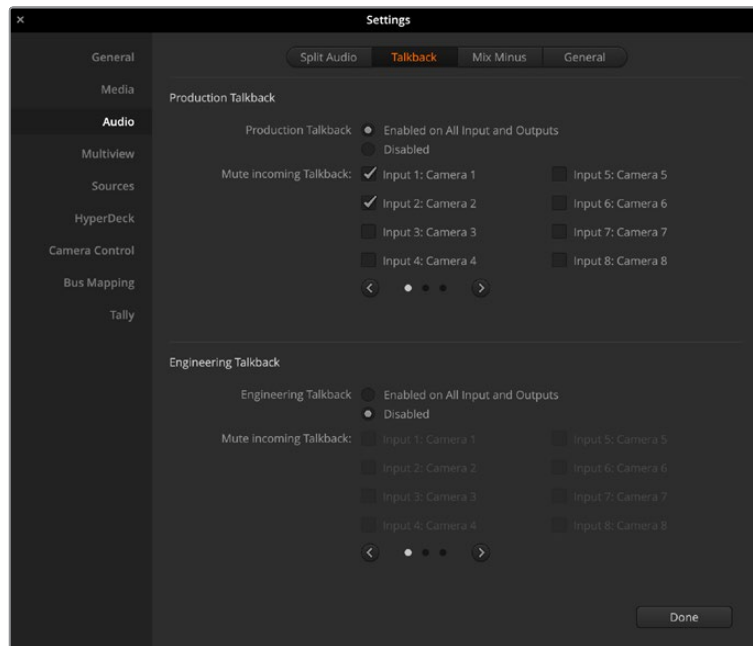 Settings
General
Media
Audio
Multiview
Sources
HyperDeck
Camera Control
Bus Mapping
Tally
Split Audio Talkback Mix Minus General
Production Talkback
Production Talkback Enabled on All Input and Outputs
Disabled
Mute incoming Talkback: Input 1: Camera 1 Input 5: Camera 5
Input 2: Camera 2 Input 6: Camera 6
Input 3: Camera 3 Input 7: Camera 7
Input 4: Camera 4 Input 8: Camera 8
Engineering Talkback
Engineering Talkback Enabled on All Input and Outputs
Disabled
Mute incoming Talkback: Input 1: Camera 1 Input 5: Camera 5
Input 2: Camera 2 Input 6: Camera 6
Input 3: Camera 3 Input 7: Camera 7
Input 4: Camera 4 Input 8: Camera 8
Done